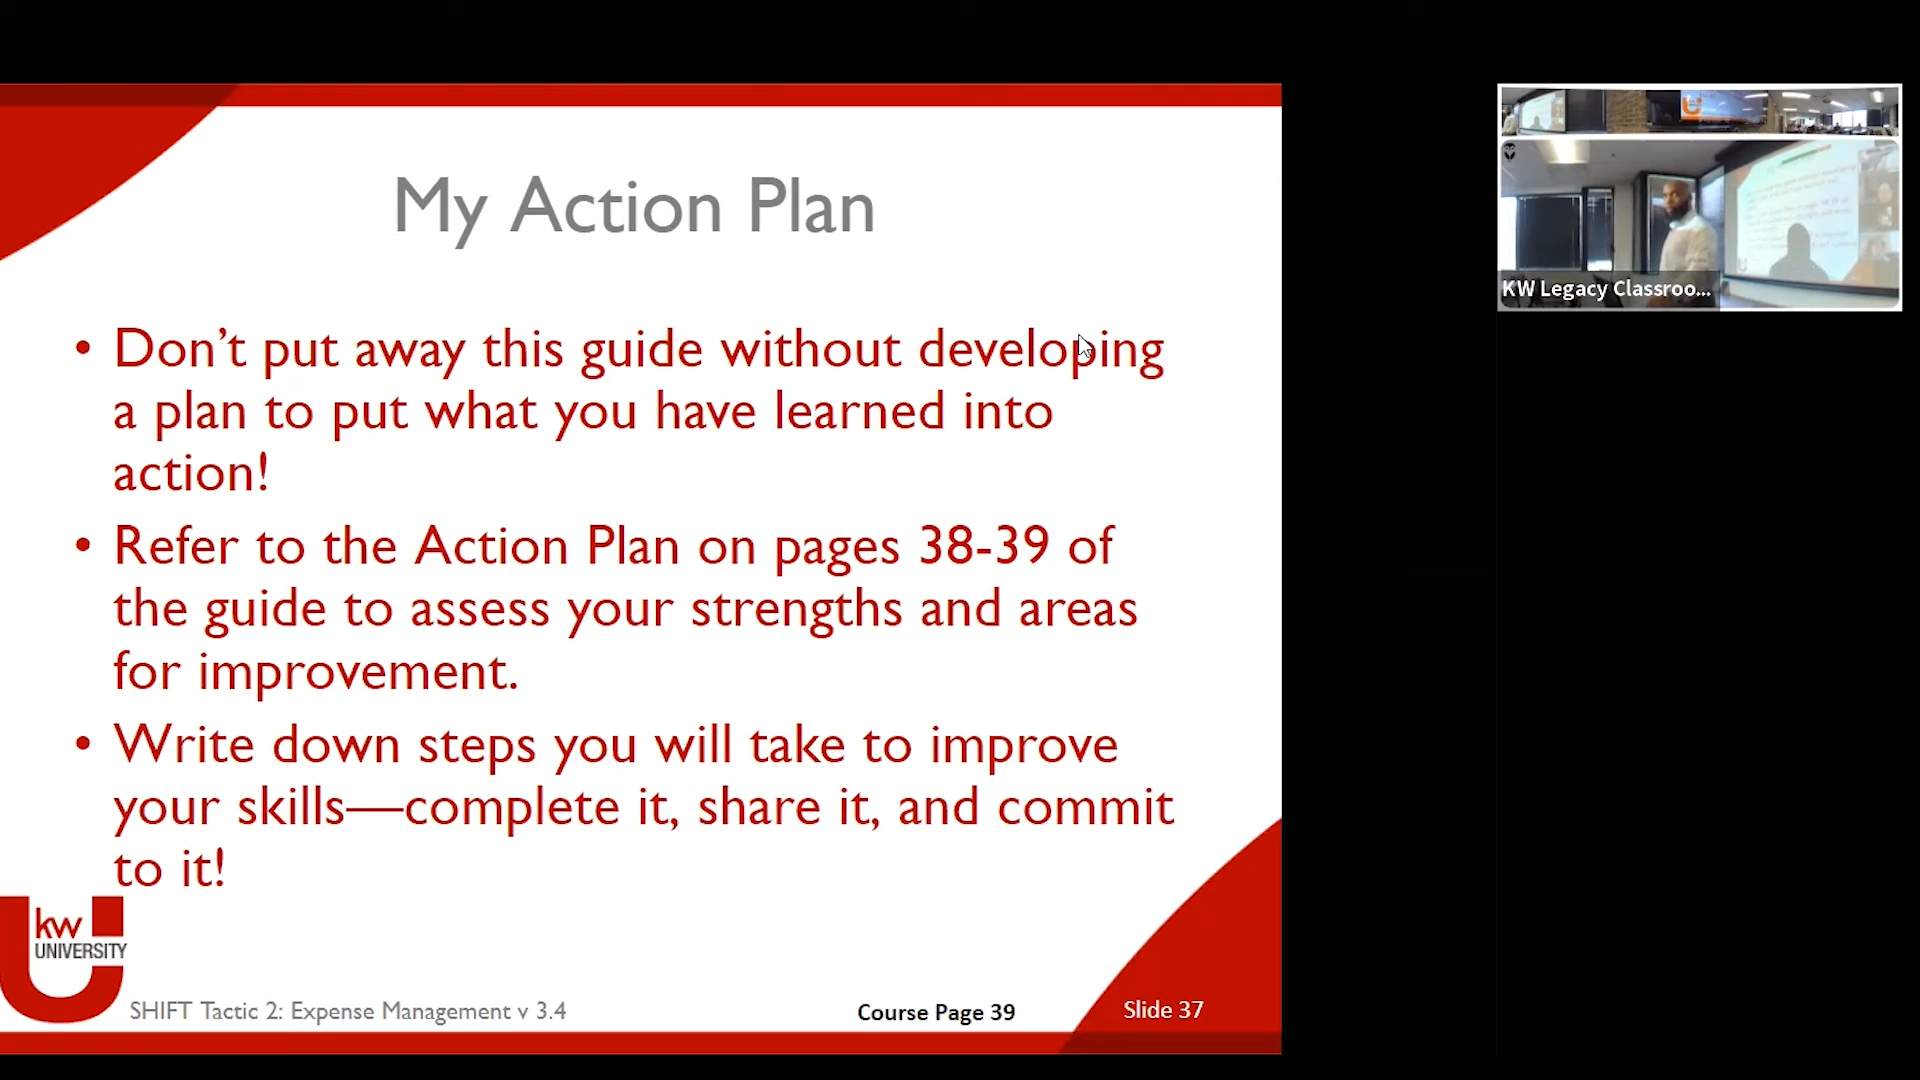 My Action Plan
• Don’t put away this guide without developing
a plan to put what you have learned into
action!
• Refer to the Action Plan on pages 38-39 of
the guide to assess your strengths and areas
for improvement.
• Write down steps you will take to improve
your skills—complete it, share it, and commit
to it!
kw
UNIVERSITY
SHIFT Tactic 2: Expense Management v 3.4
Course Page 39
Slide 37
KW Legacy Classroo...